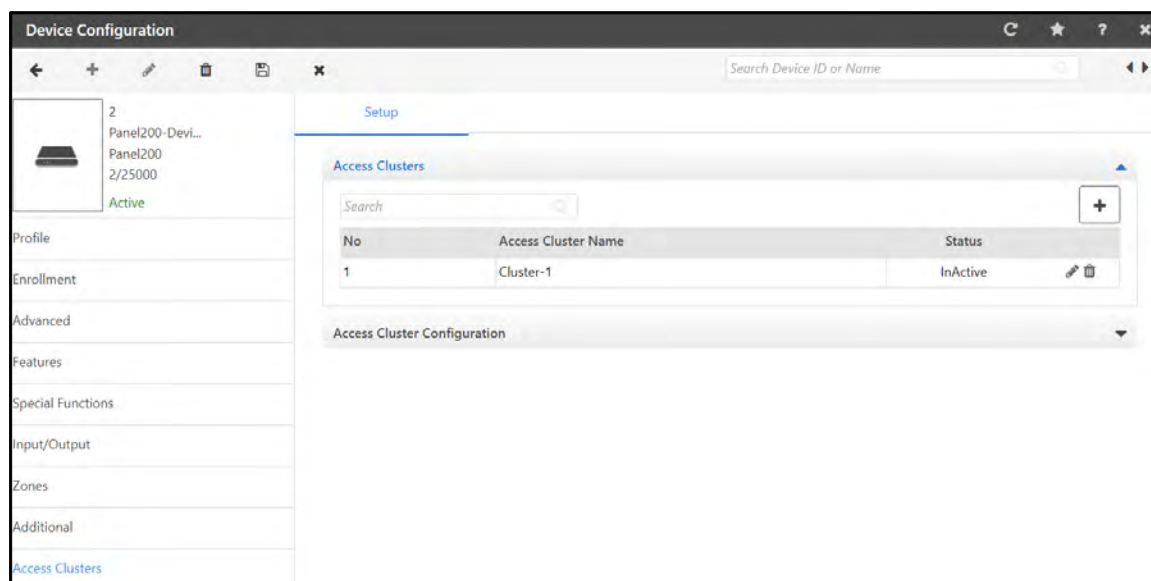 Device Configuration
?
Search Device ID or Name
2
Panel200-Devi...
Panel200
2/25000
Active
Profile
Enrollment
Advanced
Features
Special Functions
Input/Output
Zones
Additional
Access Clusters
Setup
Access Clusters
Search
No Access Cluster Name Status
1 Cluster-1 InActive
Access Cluster Configuration